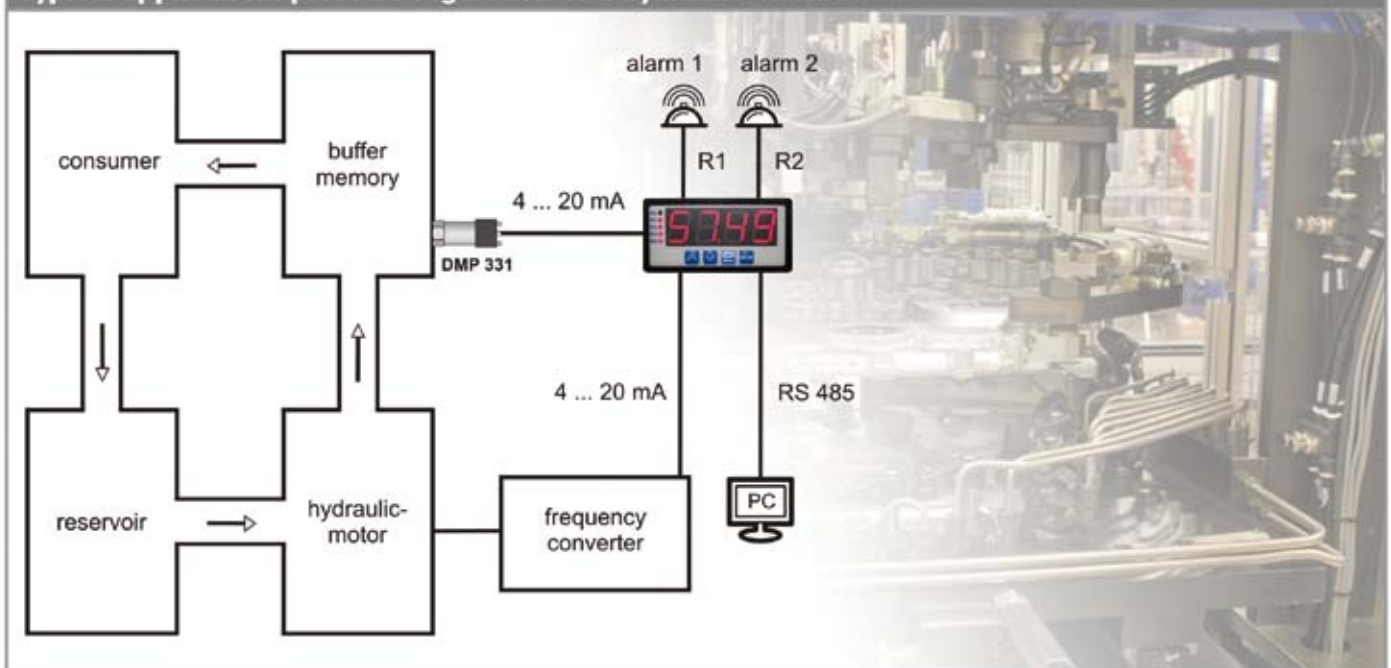 alarm 1 alarm 2
consumer
buffer
memory
R1 R2
4 ... 20 mA
57.49
DMP 331
4 ... 20 mA
RS 485
reservoir
hydraulic-
motor
frequency
converter
PC